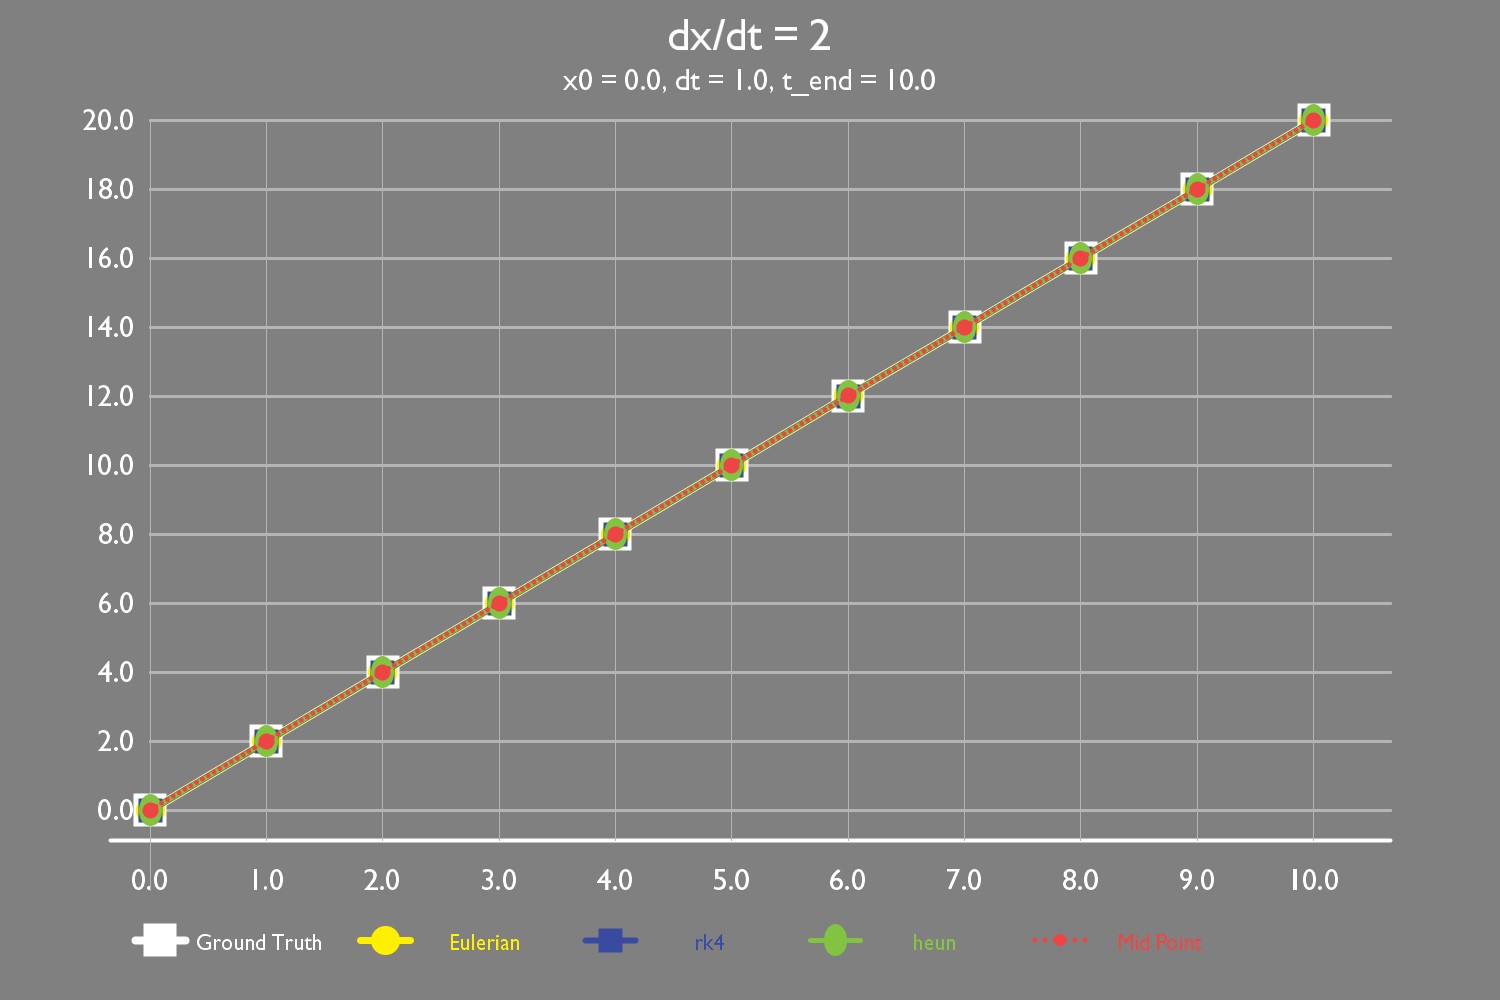 dx/dt = 2
x0 = 0.0, dt = 1.0, t_end = 10.0
20.0
18.0
16.0
14.0
12.0
10.0
8.0
6.0
4.0
2.0
0.0
0.0 1.0 2.0 3.0 4.0 5.0 6.0 7.0 8.0 9.0 10.0
Ground Truth Eulerian rk4 heun Mid Point